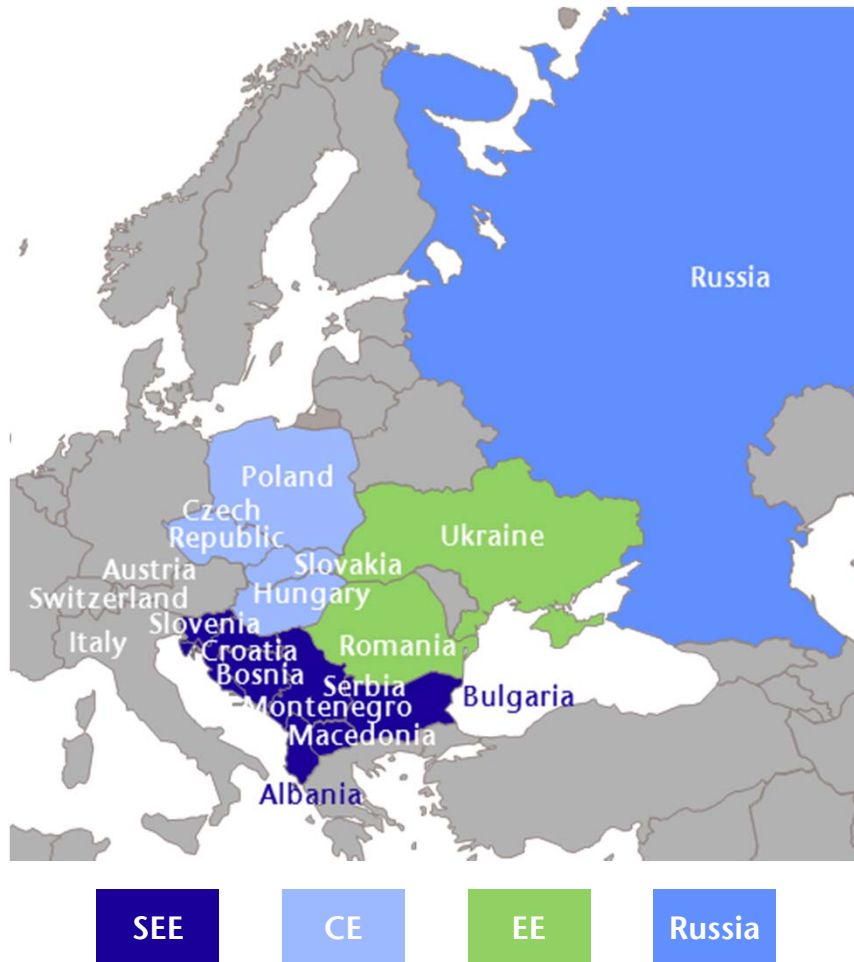 Russia
Poland
Czech
Republic
Ukraine
Slovakia
Austria
Hungary
Switzerland
Slovenia
Italy
Croatia
Romania
Bosnia
Serbia
Bulgaria
Montenegro
Macedonia
Albania
SEE
CE
EE
Russia